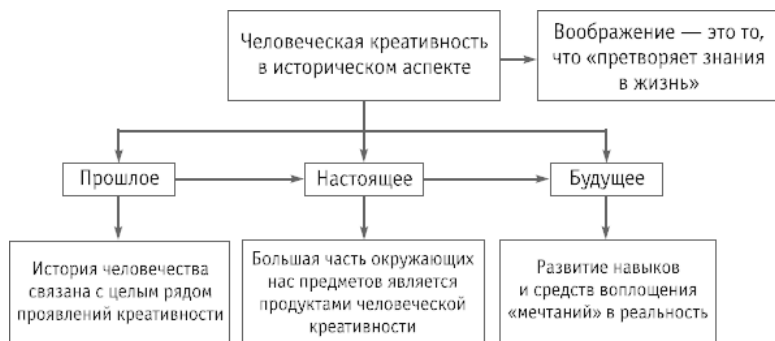 Человеческая креативность
в историческом аспекте
Воображение — это то,
что «претворяет знания
в жизнь»
Прошлое
Настоящее
Будущее
История человечества
связана с целым рядом
проявлений креативности
Большая часть окружающих
нас предметов является
продуктами человеческой
креативности
Развитие навыков
и средств воплощения
«мечтаний» в реальность